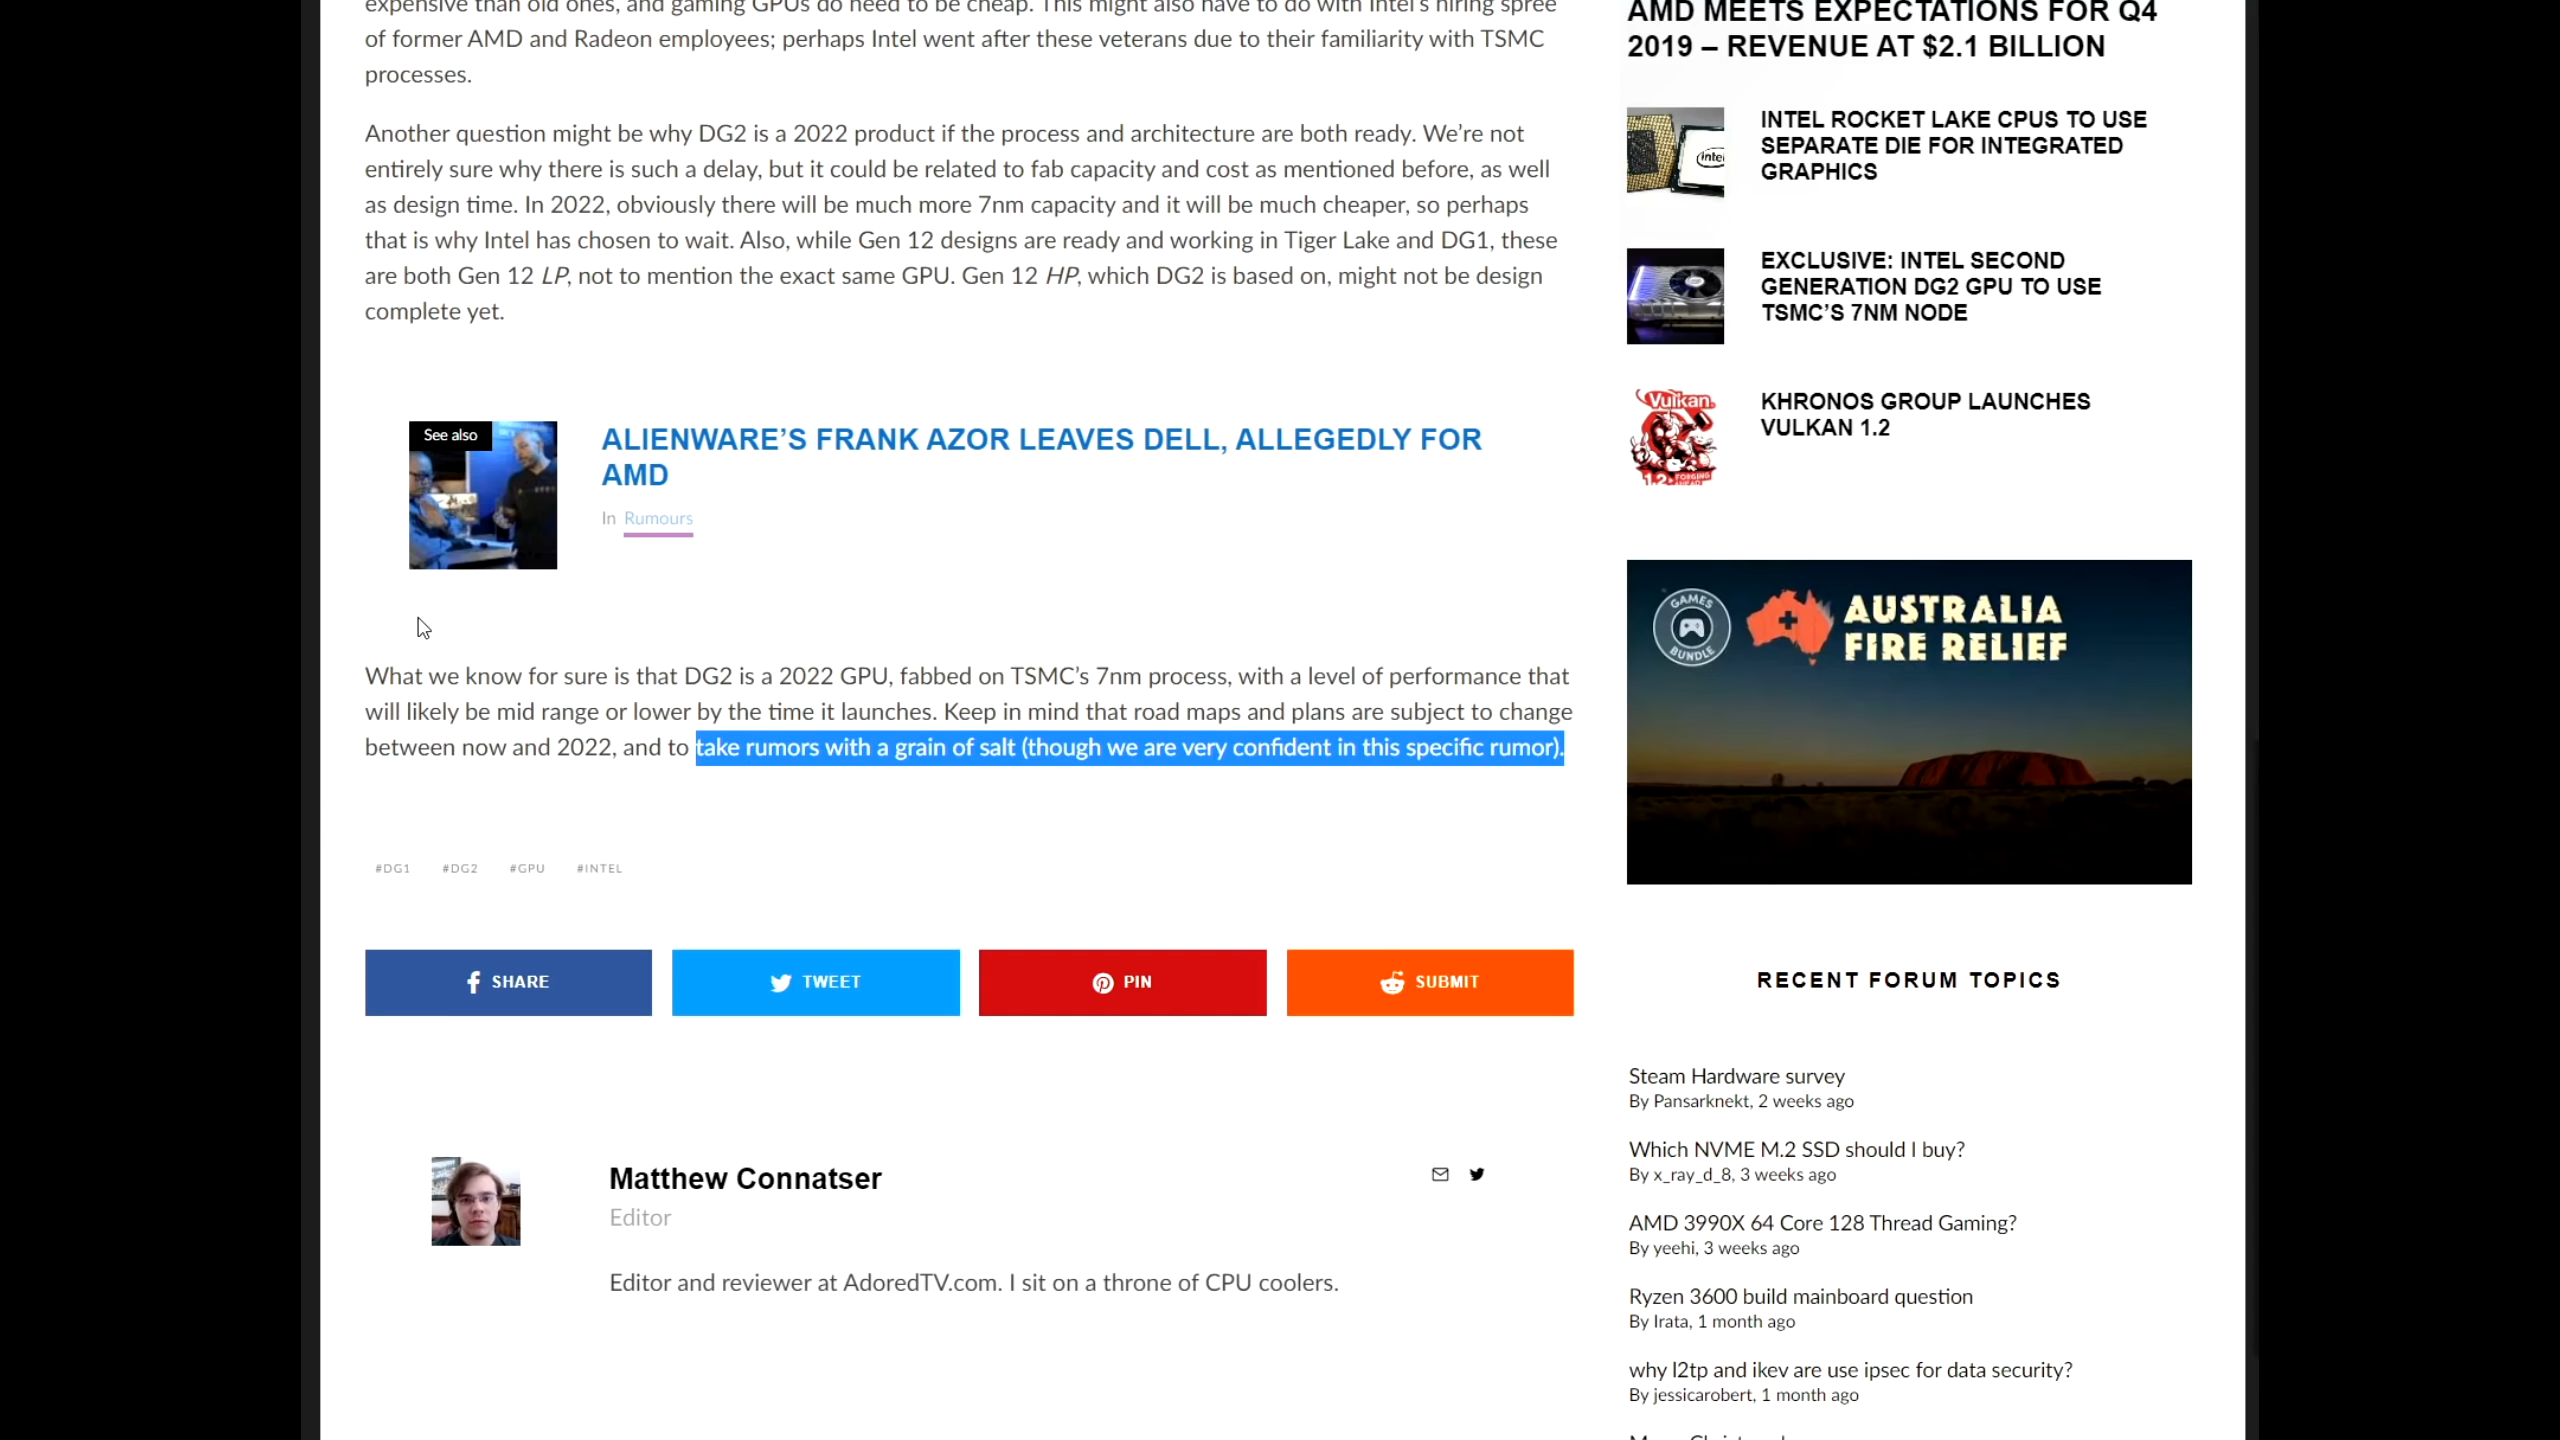 expensive than old ones, and gaming GPUs do need to be cheap. This might also have to do with Intel's hiring spree
of former AMD and Radeon employees; perhaps Intel went after these veterans due to their familiarity with TSMC
processes.
Another question might be why DG2 is a 2022 product if the process and architecture are both ready. We're not
entirely sure why there is such a delay, but it could be related to fab capacity and cost as mentioned before, as well
as design time. In 2022, obviously there will be much more 7nm capacity and it will be much cheaper, so perhaps
that is why Intel has chosen to wait. Also, while Gen 12 designs are ready and working in Tiger Lake and DG1, these
are both Gen 12 LP, not to mention the exact same GPU. Gen 12 HP, which DG2 is based on, might not be design
complete yet.
See also
ALIENWARE'S FRANK AZOR LEAVES DELL, ALLEGEDLY FOR
AMD
In Rumours
What we know for sure is that DG2 is a 2022 GPU, fabbed on TSMC's 7nm process, with a level of performance that
will likely be mid range or lower by the time it launches. Keep in mind that road maps and plans are subject to change
between now and 2022, and to take rumors with a grain of salt (though we are very confident in this specific rumor).
#DG1 #DG2 #GPU #INTEL
SHARE
TWEET
PIN
SUBMIT
Matthew Connatser
Editor
Editor and reviewer at AdoredTV.com. I sit on a throne of CPU coolers.
AMD MEETS EXPECTATIONS FOR Q4
2019 – REVENUE AT $2.1 BILLION
intel
INTEL ROCKET LAKE CPUS TO USE
SEPARATE DIE FOR INTEGRATED
GRAPHICS
EXCLUSIVE: INTEL SECOND
GENERATION DG2 GPU TO USE
TSMC'S 7NM NODE
Vulkan.
1.2
KHRONOS GROUP LAUNCHES
VULKAN 1.2
GAMES
BUNDLE
AUSTRALIA
FIRE RELIEF
RECENT FORUM TOPICS
Steam Hardware survey
By Pansarknekt, 2 weeks ago
Which NVME M.2 SSD should I buy?
By x_ray_d_8, 3 weeks ago
AMD 3990X 64 Core 128 Thread Gaming?
By yeehi, 3 weeks ago
Ryzen 3600 build mainboard question
By Irata, 1 month ago
why l2tp and ikev are use ipsec for data security?
By jessicarobert, 1 month ago